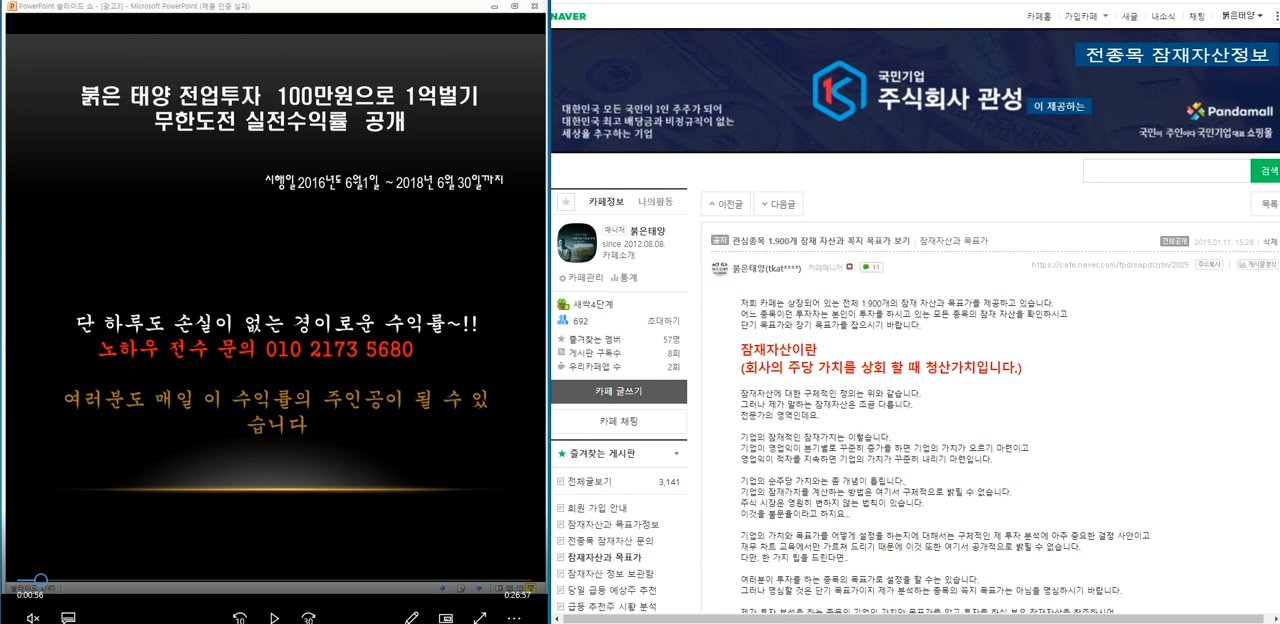 PowerPoint 슬라이드 쇼 - [광고3] - Microsoft PowerPoint (제품 인증 실패)
붉은 태양 전업투자 100만원으로 1억벌기
무한도전 실전수익률 공개
시행일2016년도 6월1일 ~ 2018년 6월 30일까지
단 하루도 손실이 없는 경이로운 수익률~!!
노하우 전수 문의 010 2173 5680
여러분도 매일 이 수익률의 주인공이 될 수 있
습니다
0:00:56
0:26:57
10
30
NAVER
카페홈
가입카페
새글
내소식
채팅
붉은태양
전종목 잠재자산정보
국민기업
주식회사 관성
이 제공하는
대한민국 모든 국민이 1인 주주가 되어
대한민국 최고 배당금과 비정규직이 없는
세상을 추구하는 기업
Pandamall
국민이 주인이다 국민기업 대표 쇼핑몰
검색
카페정보
나의활동
매니저 붉은태양
since 2012.08.08.
카페소개
카페관리 통계
새싹4단계
692 초대하기
즐겨찾는 멤버 57명
게시판 구독수 8회
우리카페앱 수 2회
카페 글쓰기
카페 채팅
즐겨찾는 게시판
전체글보기 3,141
회원 가입 안내
잠재자산과 목표가정보
전종목 잠재자산 문의
잠재자산과 목표가
잠재자산 정보 보관함
당일 급등 예상주 추천
급등 추천주 시황 분석
이전글
다음글
목록
공지 관심종목 1.900개 잠재 자산과 꼭지 목표가 보기 | 잠재자산과 목표가
전체공개 2015.01.11. 15:28 | 삭제
붉은태양(tkat****) 카페매니저 11
https://cafe.naver.com/fpdlsapdlzjtm/2025 주소복사 게시글 분석
저희 카페는 상장되어 있는 전체 1.900개의 잠재 자산과 목표가를 제공하고 있습니다.
어느 종목이던 투자자는 본인이 투자를 하시고 있는 모든 종목의 잠재 자산을 확인하시고
단기 목표가와 장기 목표가를 잡으시기 바랍니다.
잠재자산이란
(회사의 주당 가치를 상회 할 때 청산가치입니다.)
잠재자산에 대한 구체적인 정의는 위와 같습니다.
그러나 제가 말하는 잠재자산은 조금 다릅니다.
전문가의 영역인데요.
기업의 잠재적인 잠재가치는 이렇습니다.
기업이 영업익이 분기별로 꾸준히 증가를 하면 기업의 가치가 오르기 마련이고
영업익이 적자를 지속하면 기업의 가치가 꾸준히 내리기 마련입니다.
기업의 순주당 가치와는 좀 개념이 틀립니다.
기업의 잠재가치를 계산하는 방법은 여기서 구체적으로 밝힐 수 없습니다.
주식 시장은 영원히 변하지 않는 법칙이 있습니다.
이것을 불문율이라고 하지요...
기업의 가치와 목표가를 어떻게 설정을 하는지에 대해서는 구체적인 제 투자 분석에 아주 중요한 결정 사안이고
재무 차트 교육에서만 가르쳐 드리기 때문에 이것 또한 여기서 공개적으로 밝힐 수 없습니다.
다만, 한 가지 팁을 드린다면..
여러분이 투자를 하는 종목의 목표가로 설정을 할 수는 있습니다.
그러나 명심할 것은 단기 목표가이지 제가 분석하는 종목의 꼭지 목표가는 아님을 명심하시기 바랍니다.